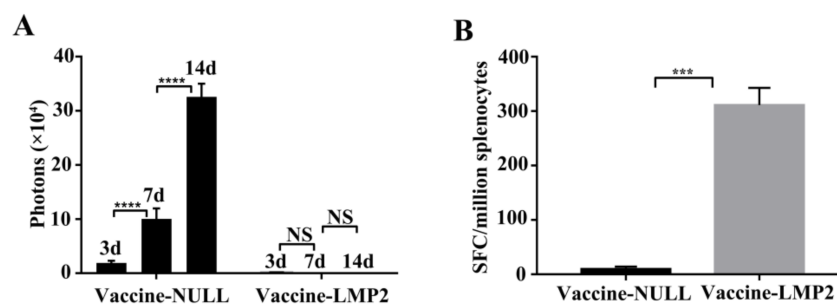 A
Photons (×10⁴)
40
30
20
10
0
3d
****
7d
****
14d
3d
NS
7d
NS
14d
Vaccine-NULL
Vaccine-LMP2
B
SFC/million splenocytes
400
300
200
100
0
***
Vaccine-NULL
Vaccine-LMP2